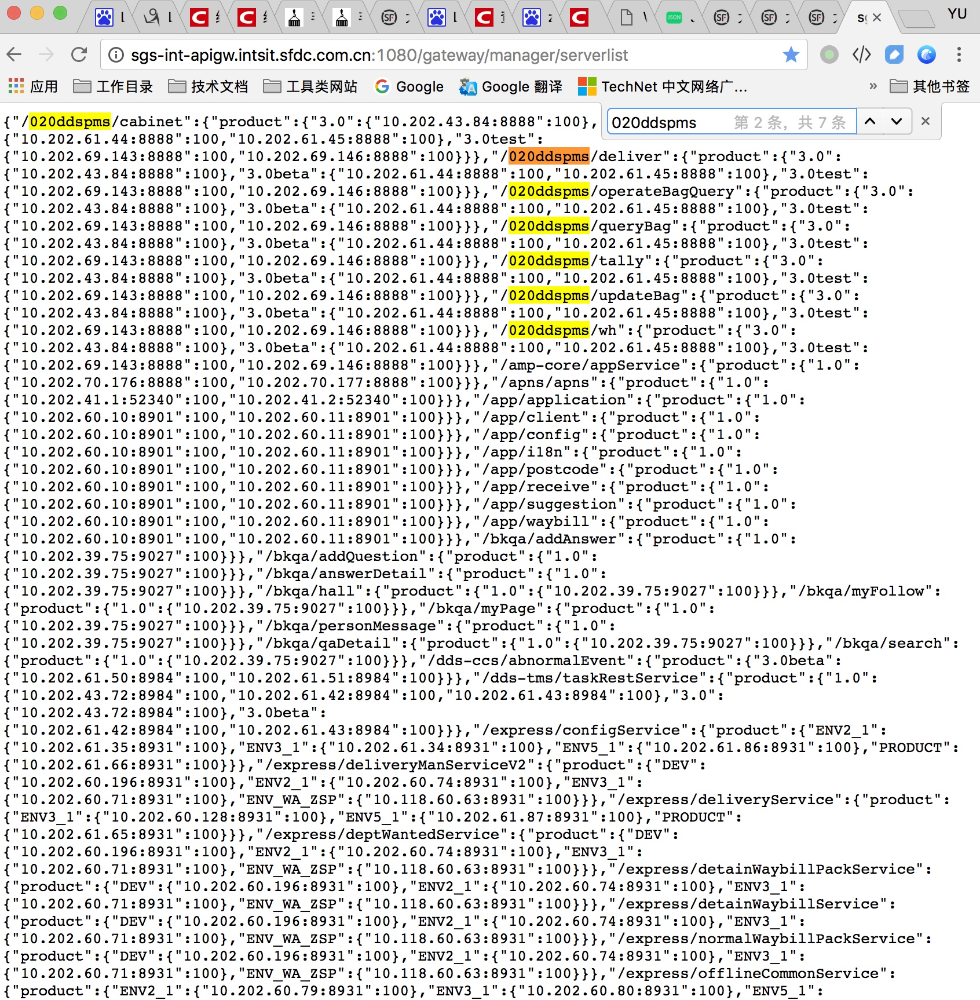 YU
sgs-int-apigw.intsit.sfdc.com.cn:1080/gateway/manager/serverlist
应用 工作目录 技术文档 工具类网站 Google Google 翻译 TechNet 中文网络广... » 其他书签
020ddspms 第 2 条，共 7 条
{"/020ddspms/cabinet":{"product":{"3.0":{"10.202.43.84:8888":100},
{"10.202.61.44:8888":100,"10.202.61.45:8888":100},"3.0test":
{"10.202.69.143:8888":100,"10.202.69.146:8888":100}}},"/020ddspms/deliver":{"product":{"3.0":
{"10.202.43.84:8888":100},"3.0beta":{"10.202.61.44:8888":100,"10.202.61.45:8888":100},"3.0test":
{"10.202.69.143:8888":100,"10.202.69.146:8888":100}}},"/020ddspms/operateBagQuery":{"product":{"3.0":
{"10.202.43.84:8888":100},"3.0beta":{"10.202.61.44:8888":100,"10.202.61.45:8888":100},"3.0test":
{"10.202.69.143:8888":100,"10.202.69.146:8888":100}}},"/020ddspms/queryBag":{"product":{"3.0":
{"10.202.43.84:8888":100},"3.0beta":{"10.202.61.44:8888":100,"10.202.61.45:8888":100},"3.0test":
{"10.202.69.143:8888":100,"10.202.69.146:8888":100}}},"/020ddspms/tally":{"product":{"3.0":
{"10.202.43.84:8888":100},"3.0beta":{"10.202.61.44:8888":100,"10.202.61.45:8888":100},"3.0test":
{"10.202.69.143:8888":100,"10.202.69.146:8888":100}}},"/020ddspms/updateBag":{"product":{"3.0":
{"10.202.43.84:8888":100},"3.0beta":{"10.202.61.44:8888":100,"10.202.61.45:8888":100},"3.0test":
{"10.202.69.143:8888":100,"10.202.69.146:8888":100}}},"/020ddspms/wh":{"product":{"3.0":
{"10.202.43.84:8888":100},"3.0beta":{"10.202.61.44:8888":100,"10.202.61.45:8888":100},"3.0test":
{"10.202.69.143:8888":100,"10.202.69.146:8888":100}}},"/amp-core/appService":{"product":{"1.0":
{"10.202.70.176:8888":100,"10.202.70.177:8888":100}}},"/apns/apns":{"product":{"1.0":
{"10.202.41.1:52340":100,"10.202.41.2:52340":100}}},"/app/application":{"product":{"1.0":
{"10.202.60.10:8901":100,"10.202.60.11:8901":100}}},"/app/client":{"product":{"1.0":
{"10.202.60.10:8901":100,"10.202.60.11:8901":100}}},"/app/config":{"product":{"1.0":
{"10.202.60.10:8901":100,"10.202.60.11:8901":100}}},"/app/i18n":{"product":{"1.0":
{"10.202.60.10:8901":100,"10.202.60.11:8901":100}}},"/app/postcode":{"product":{"1.0":
{"10.202.60.10:8901":100,"10.202.60.11:8901":100}}},"/app/receive":{"product":{"1.0":
{"10.202.60.10:8901":100,"10.202.60.11:8901":100}}},"/app/suggestion":{"product":{"1.0":
{"10.202.60.10:8901":100,"10.202.60.11:8901":100}}},"/app/waybill":{"product":{"1.0":
{"10.202.60.10:8901":100,"10.202.60.11:8901":100}}},"/bkqa/addAnswer":{"product":{"1.0":
{"10.202.39.75:9027":100}}},"/bkqa/addQuestion":{"product":{"1.0":
{"10.202.39.75:9027":100}}},"/bkqa/answerDetail":{"product":{"1.0":
{"10.202.39.75:9027":100}}},"/bkqa/hall":{"product":{"1.0":{"10.202.39.75:9027":100}}},"/bkqa/myFollow":
{"product":{"1.0":{"10.202.39.75:9027":100}}},"/bkqa/myPage":{"product":{"1.0":
{"10.202.39.75:9027":100}}},"/bkqa/personMessage":{"product":{"1.0":
{"10.202.39.75:9027":100}}},"/bkqa/qaDetail":{"product":{"1.0":{"10.202.39.75:9027":100}}},"/bkqa/search":
{"product":{"1.0":{"10.202.39.75:9027":100}}},"/dds-ccs/abnormalEvent":{"product":{"3.0beta":
{"10.202.61.50:8984":100,"10.202.61.51:8984":100}}},"/dds-tms/taskRestService":{"product":{"1.0":
{"10.202.43.72:8984":100,"10.202.61.42:8984":100,"10.202.61.43:8984":100},"3.0":
{"10.202.43.72:8984":100},"3.0beta":
{"10.202.61.42:8984":100,"10.202.61.43:8984":100}}},"/express/configService":{"product":{"ENV2_1":
{"10.202.61.35:8931":100},"ENV3_1":{"10.202.61.34:8931":100},"ENV5_1":{"10.202.61.86:8931":100},"PRODUCT":
{"10.202.61.66:8931":100}}},"/express/deliveryManServiceV2":{"product":{"DEV":
{"10.202.60.196:8931":100},"ENV2_1":{"10.202.60.74:8931":100},"ENV3_1":
{"10.202.60.71:8931":100},"ENV_WA_ZSP":{"10.118.60.63:8931":100}}},"/express/deliveryService":{"product":
{"ENV3_1":{"10.202.60.128:8931":100},"ENV5_1":{"10.202.61.87:8931":100},"PRODUCT":
{"10.202.61.65:8931":100}}},"/express/deptWantedService":{"product":{"DEV":
{"10.202.60.196:8931":100},"ENV2_1":{"10.202.60.74:8931":100},"ENV3_1":
{"10.202.60.71:8931":100},"ENV_WA_ZSP":{"10.118.60.63:8931":100}}},"/express/detainWaybillPackService":
{"product":{"DEV":{"10.202.60.196:8931":100},"ENV2_1":{"10.202.60.74:8931":100},"ENV3_1":
{"10.202.60.71:8931":100},"ENV_WA_ZSP":{"10.118.60.63:8931":100}}},"/express/detainWaybillService":
{"product":{"DEV":{"10.202.60.196:8931":100},"ENV2_1":{"10.202.60.74:8931":100},"ENV3_1":
{"10.202.60.71:8931":100},"ENV_WA_ZSP":{"10.118.60.63:8931":100}}},"/express/normalWaybillPackService":
{"product":{"DEV":{"10.202.60.196:8931":100},"ENV2_1":{"10.202.60.74:8931":100},"ENV3_1":
{"10.202.60.71:8931":100},"ENV_WA_ZSP":{"10.118.60.63:8931":100}}},"/express/offlineCommonService":
{"product":{"ENV2_1":{"10.202.60.79:8931":100},"ENV3_1":{"10.202.60.80:8931":100},"ENV5_1":